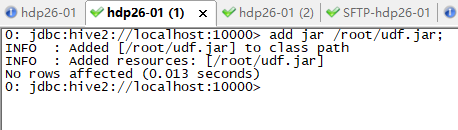 hdp26-01
hdp26-01 (1)
hdp26-01 (2)
SFTP-hdp26-01
0: jdbc:hive2://localhost:10000> add jar /root/udf.jar;
INFO  : Added [/root/udf.jar] to class path
INFO  : Added resources: [/root/udf.jar]
No rows affected (0.013 seconds)
0: jdbc:hive2://localhost:10000>